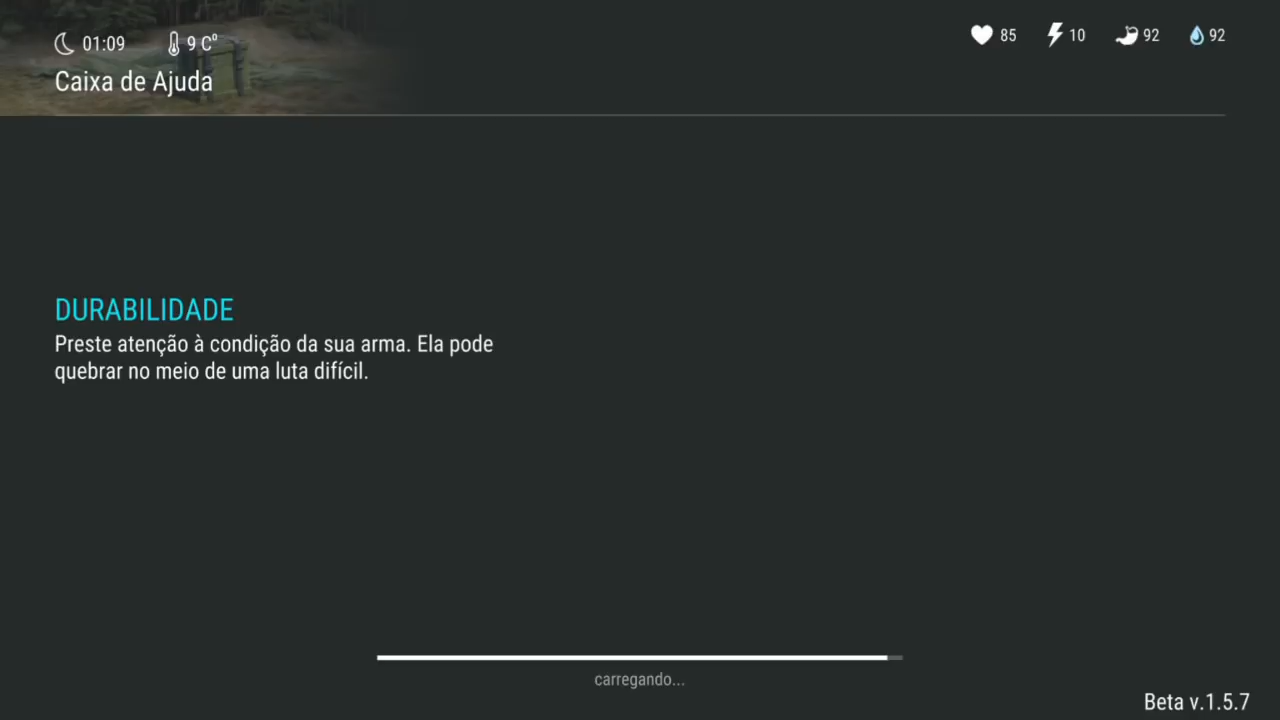 01:09 9 Cº
85 10 92 92
Caixa de Ajuda
DURABILIDADE
Preste atenção à condição da sua arma. Ela pode
quebrar no meio de uma luta difícil.
carregando...
Beta v.1.5.7